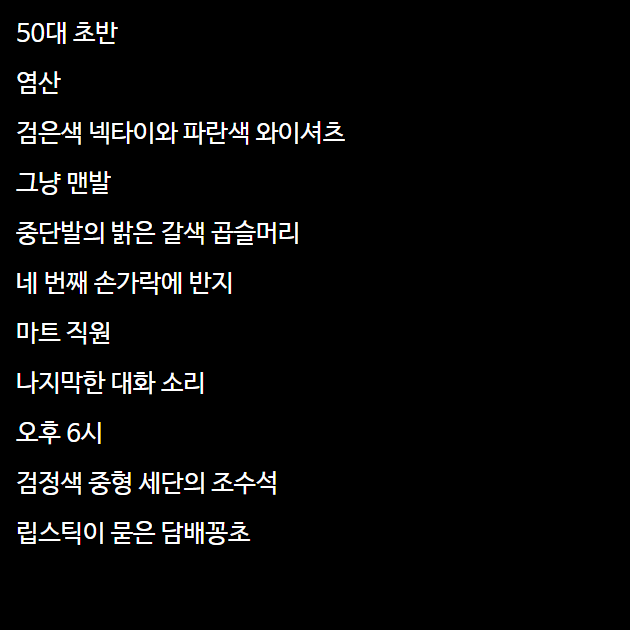 50대 초반
염산
검은색 넥타이와 파란색 와이셔츠
그냥 맨발
중단발의 밝은 갈색 곱슬머리
네 번째 손가락에 반지
마트 직원
나지막한 대화 소리
오후 6시
검정색 중형 세단의 조수석
립스틱이 묻은 담배꽁초